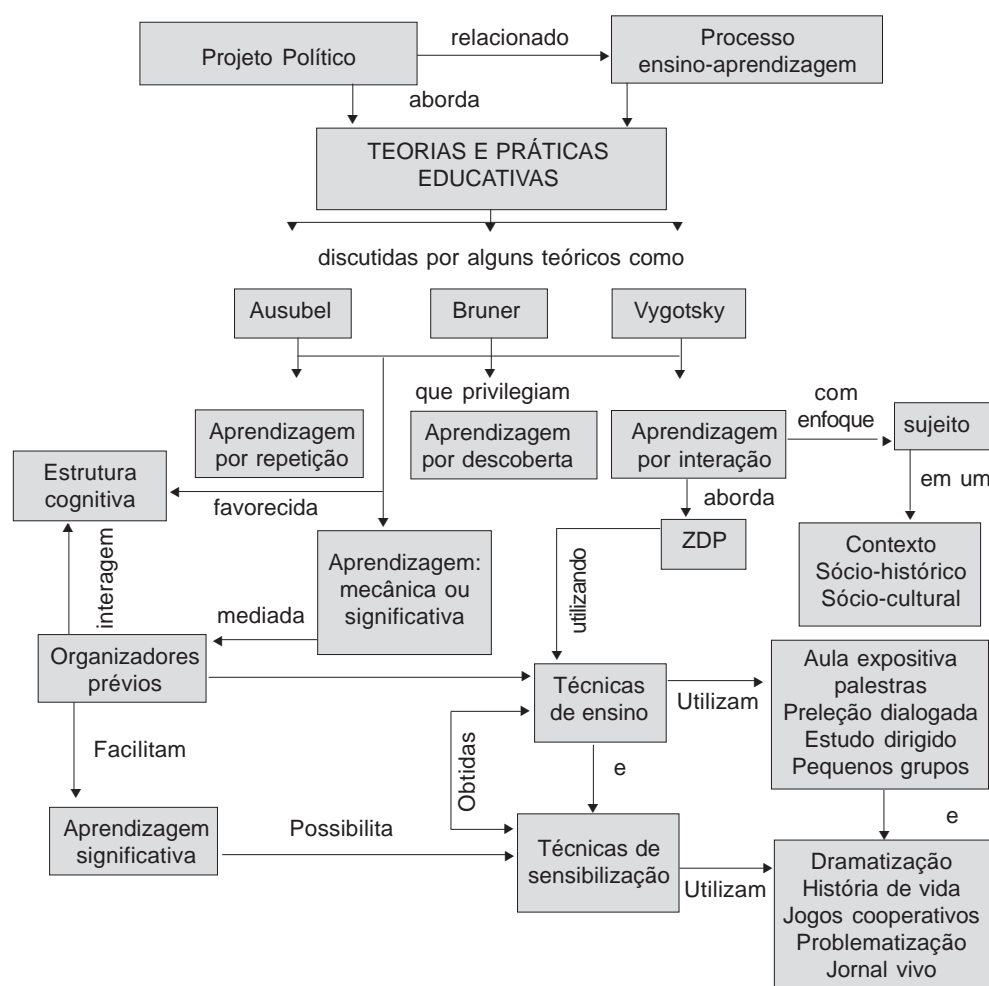 Projeto Político
relacionado
Processo
ensino-aprendizagem
aborda
TEORIAS E PRÁTICAS
EDUCATIVAS
discutidas por alguns teóricos como
Ausubel
Bruner
Vygotsky
que privilegiam
com
enfoque
sujeito
Aprendizagem
por repetição
Aprendizagem
por descoberta
Aprendizagem
por interação
Estrutura
cognitiva
favorecida
aborda
em um
ZDP
Contexto
Sócio-histórico
Sócio-cultural
interagem
Aprendizagem:
mecânica ou
significativa
utilizando
mediada
Organizadores
prévios
Técnicas
de ensino
Utilizam
Aula expositiva
palestras
Preleção dialogada
Estudo dirigido
Pequenos grupos
Facilitam
Obtidas
e
e
Aprendizagem
significativa
Possibilita
Técnicas de
sensibilização
Utilizam
Dramatização
História de vida
Jogos cooperativos
Problematização
Jornal vivo